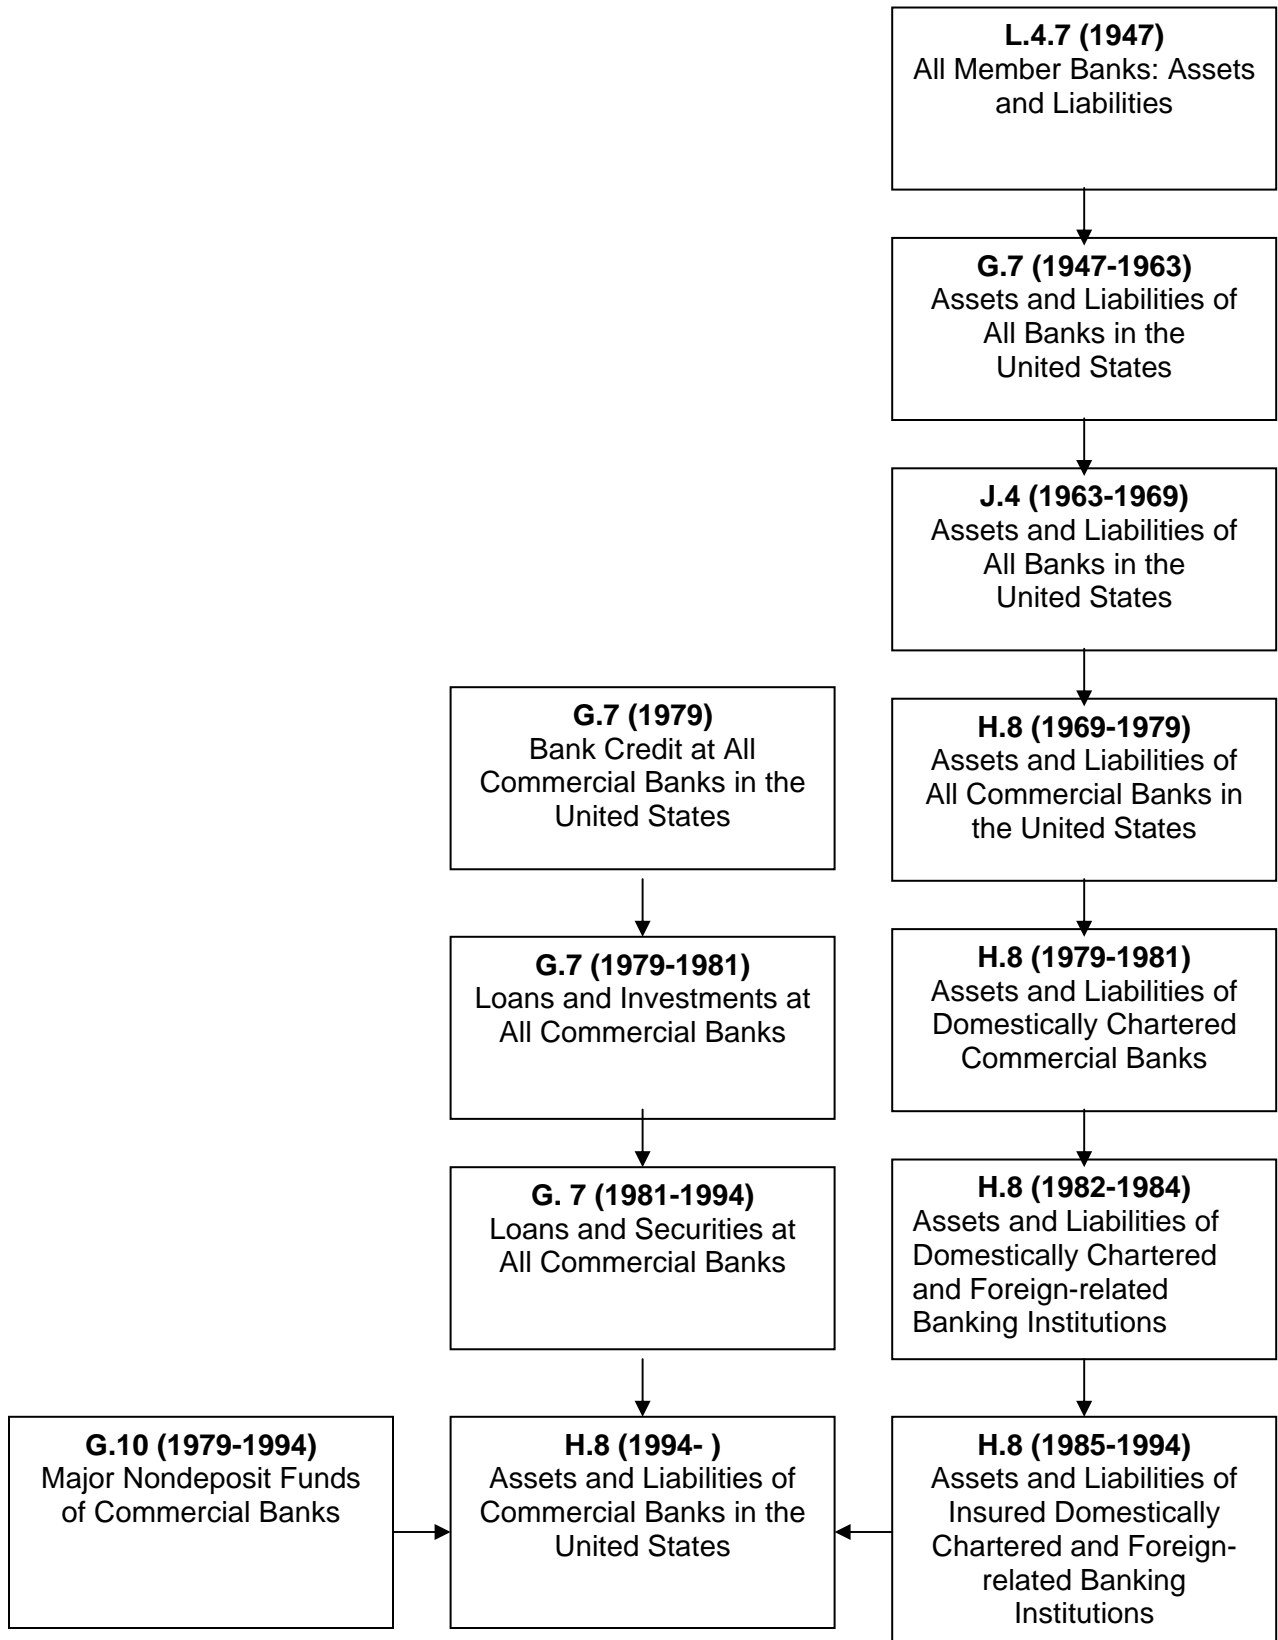 L.4.7 (1947)
All Member Banks: Assets
and Liabilities
G.7 (1947-1963)
Assets and Liabilities of
All Banks in the
United States
J.4 (1963-1969)
Assets and Liabilities of
All Banks in the
United States
G.7 (1979)
Bank Credit at All
Commercial Banks in the
United States
H.8 (1969-1979)
Assets and Liabilities of
All Commercial Banks in
the United States
G.7 (1979-1981)
Loans and Investments at
All Commercial Banks
H.8 (1979-1981)
Assets and Liabilities of
Domestically Chartered
Commercial Banks
G. 7 (1981-1994)
Loans and Securities at
All Commercial Banks
H.8 (1982-1984)
Assets and Liabilities of
Domestically Chartered
and Foreign-related
Banking Institutions
G.10 (1979-1994)
Major Nondeposit Funds
of Commercial Banks
H.8 (1994- )
Assets and Liabilities of
Commercial Banks in the
United States
H.8 (1985-1994)
Assets and Liabilities of
Insured Domestically
Chartered and Foreign-
related Banking
Institutions